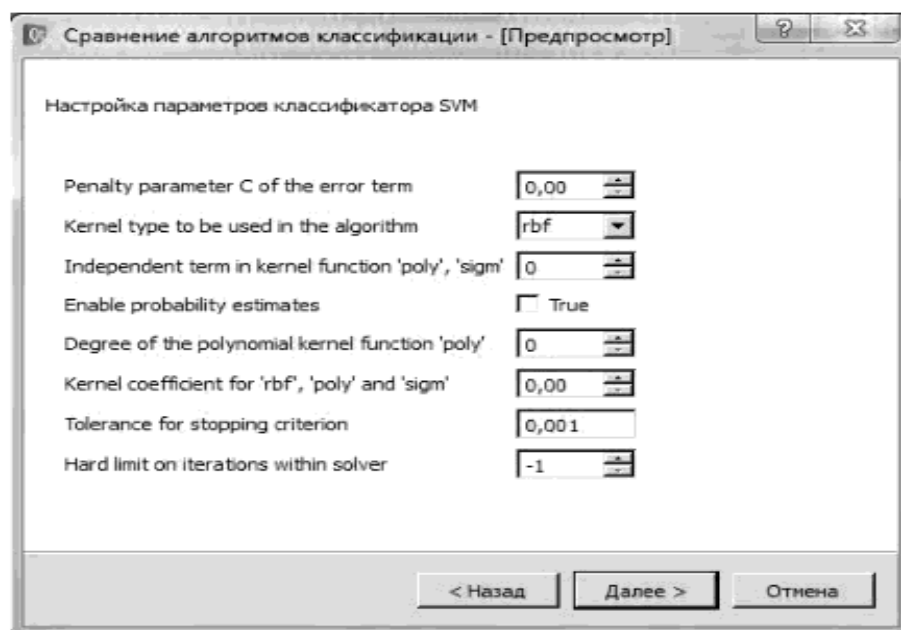 Сравнение алгоритмов классификации - [Предпросмотр]
Настройка параметров классификатора SVM
Penalty parameter C of the error term 0,00
Kernel type to be used in the algorithm rbf
Independent term in kernel function 'poly', 'sigm' 0
Enable probability estimates True
Degree of the polynomial kernel function 'poly' 0
Kernel coefficient for 'rbf', 'poly' and 'sigm' 0,00
Tolerance for stopping criterion 0,001
Hard limit on iterations within solver -1
< Назад Далее > Отмена